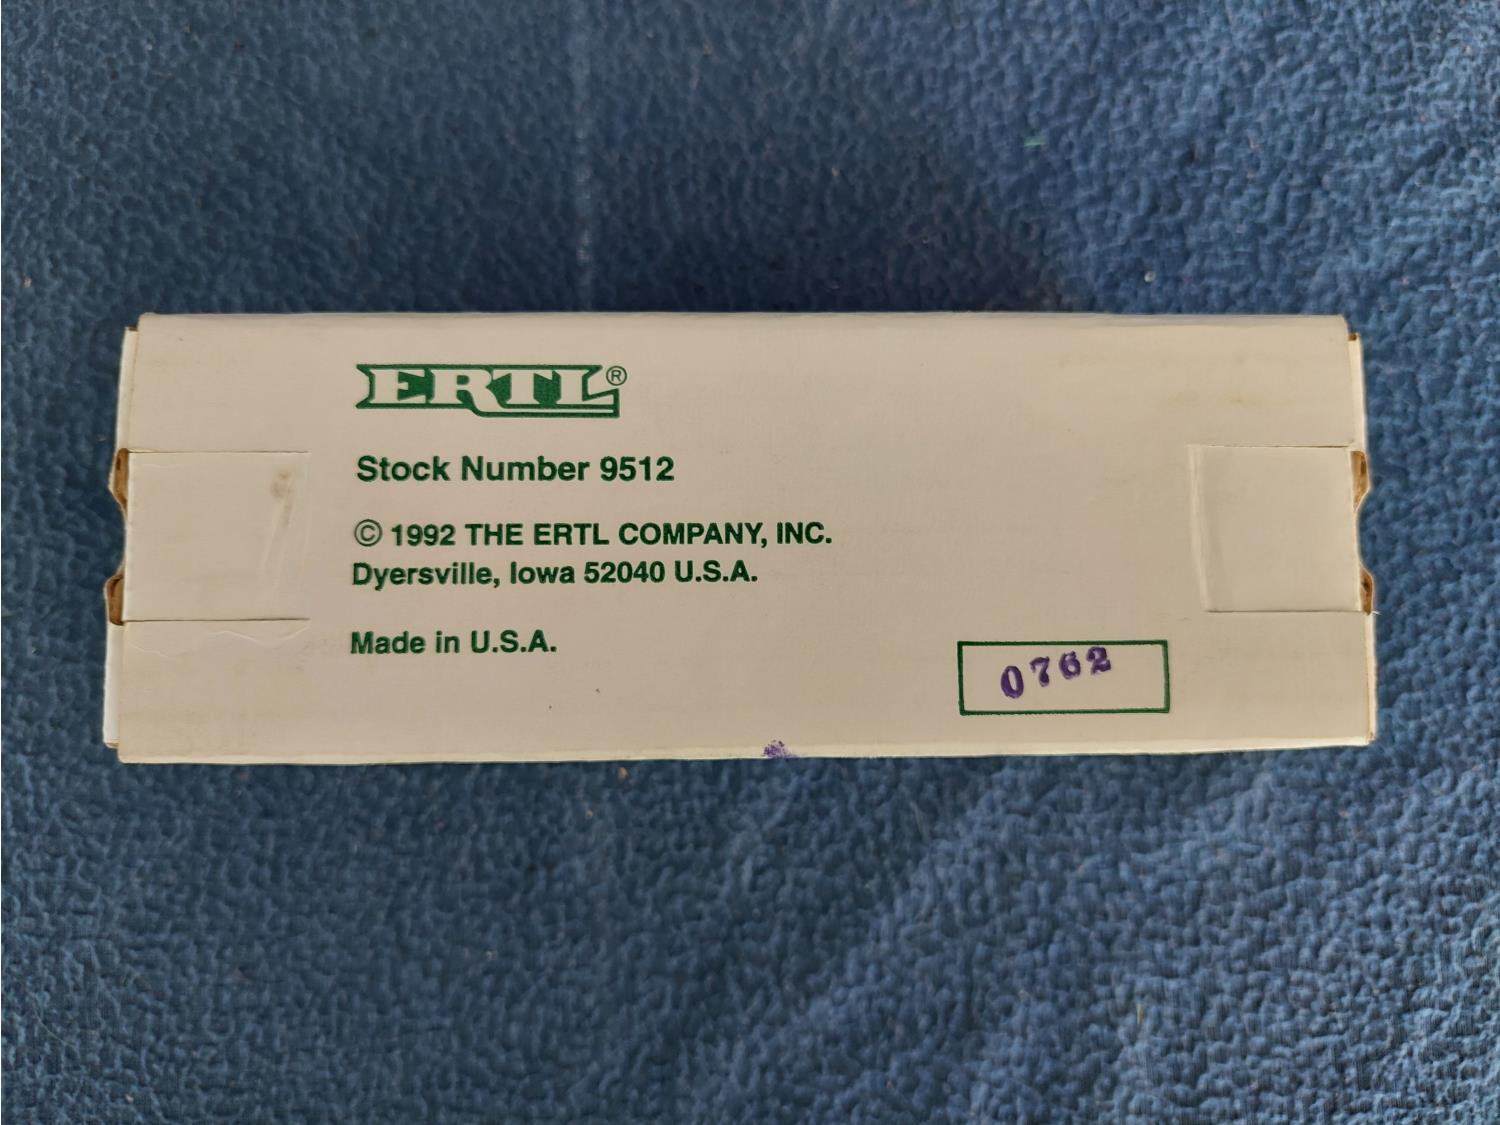 ERTL®
Stock Number 9512
© 1992 THE ERTL COMPANY, INC.
Dyersville, Iowa 52040 U.S.A.
Made in U.S.A.
0762